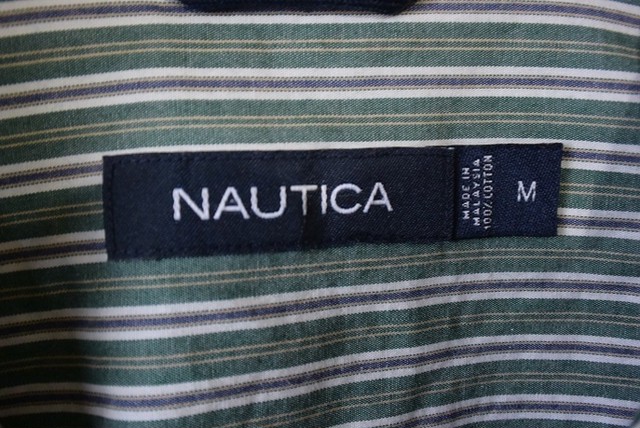 NAUTICA
MADE IN
MALAYSIA
100% COTTON
M